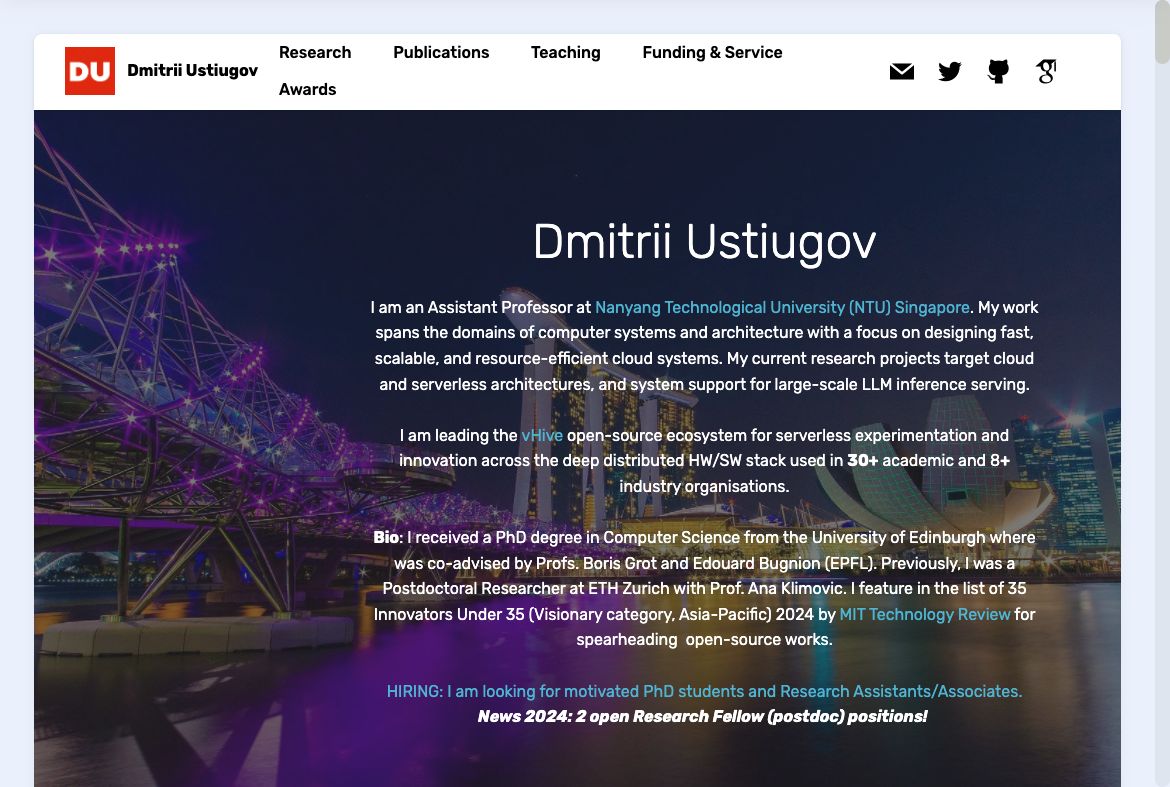 DU
Dmitrii Ustiugov
Research
Publications
Teaching
Funding & Service
Awards
Dmitrii Ustiugov
I am an Assistant Professor at Nanyang Technological University (NTU) Singapore. My work
spans the domains of computer systems and architecture with a focus on designing fast,
scalable, and resource-efficient cloud systems. My current research projects target cloud
and serverless architectures, and system support for large-scale LLM inference serving.
I am leading the vHive open-source ecosystem for serverless experimentation and
innovation across the deep distributed HW/SW stack used in 30+ academic and 8+
industry organisations.
Bio: I received a PhD degree in Computer Science from the University of Edinburgh where
was co-advised by Profs. Boris Grot and Edouard Bugnion (EPFL). Previously, I was a
Postdoctoral Researcher at ETH Zurich with Prof. Ana Klimovic. I feature in the list of 35
Innovators Under 35 (Visionary category, Asia-Pacific) 2024 by MIT Technology Review for
spearheading  open-source works.
HIRING: I am looking for motivated PhD students and Research Assistants/Associates.
News 2024: 2 open Research Fellow (postdoc) positions!